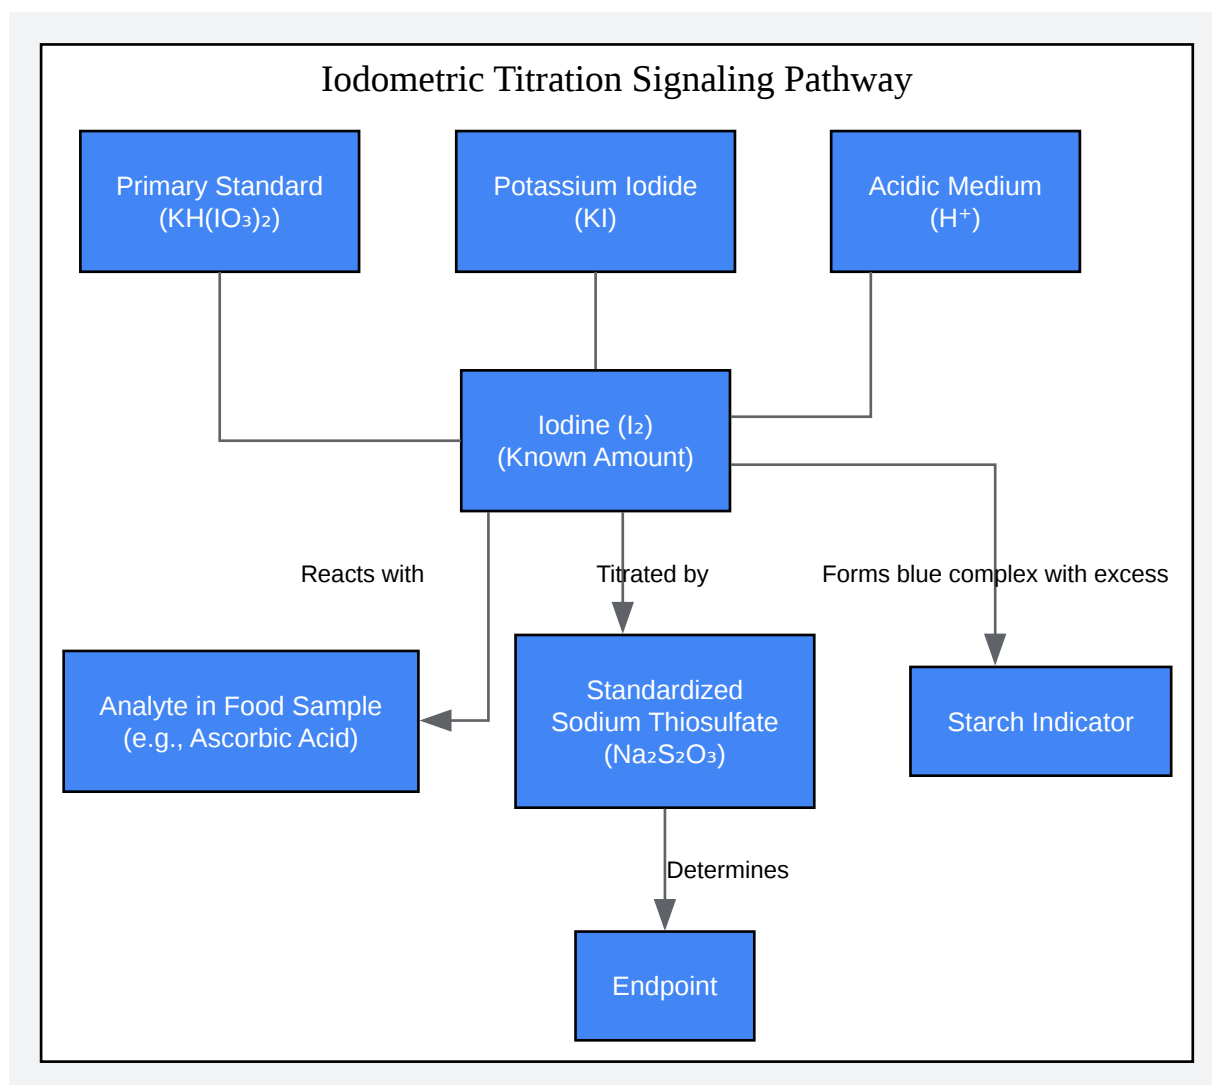 Iodometric Titration Signaling Pathway
Primary Standard
(KH(IO₃)₂)
Potassium Iodide
(KI)
Acidic Medium
(H⁺)
Iodine (I₂)
(Known Amount)
Reacts with
Titrated by
Forms blue complex with excess
Analyte in Food Sample
(e.g., Ascorbic Acid)
Standardized
Sodium Thiosulfate
(Na₂S₂O₃)
Starch Indicator
Determines
Endpoint